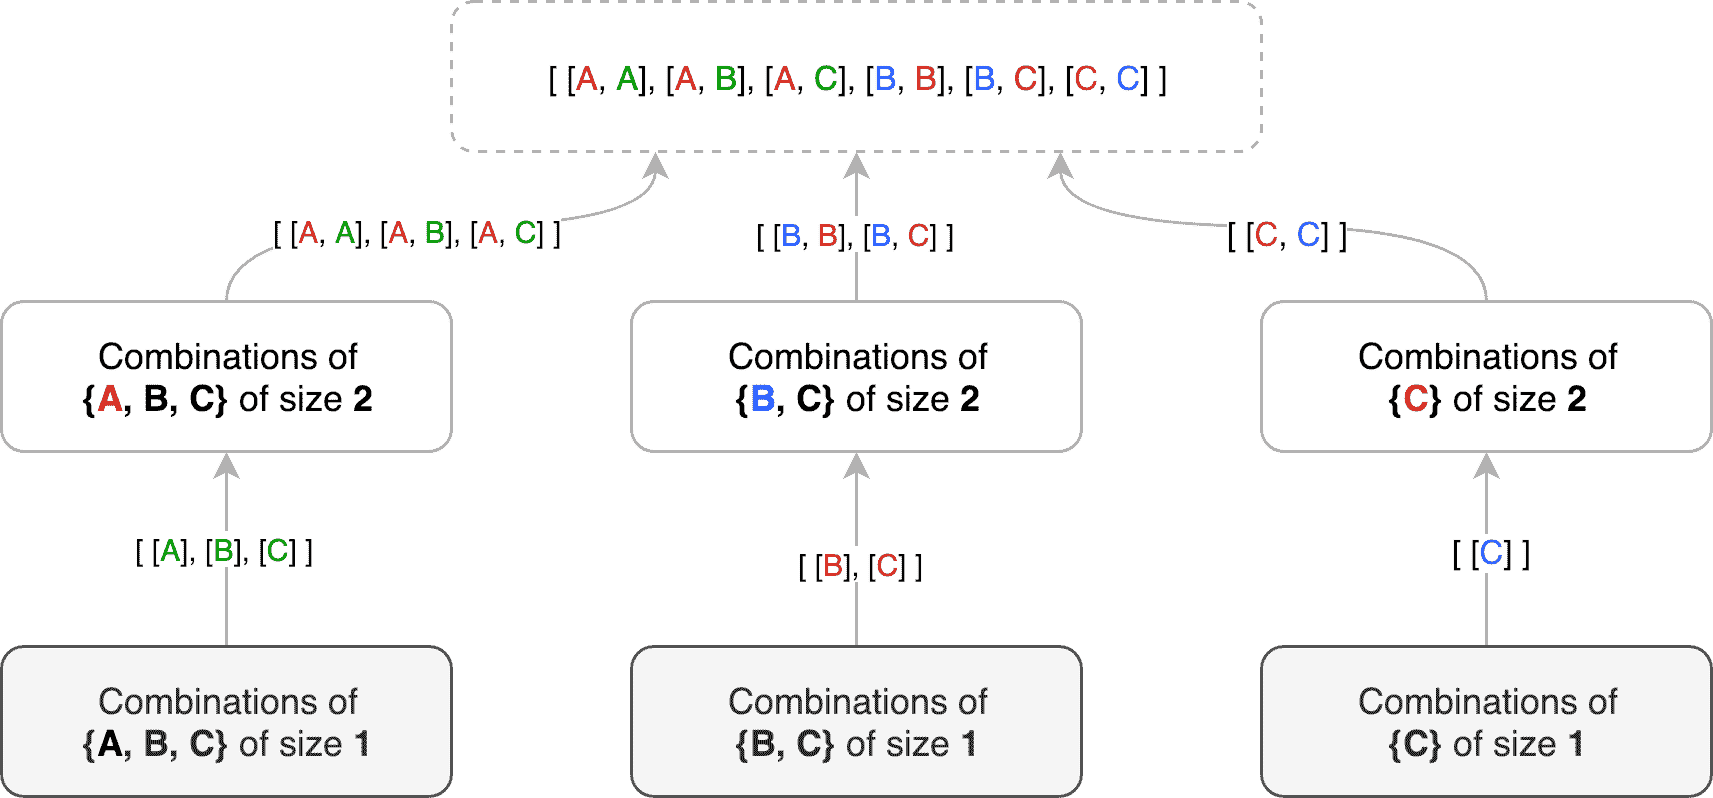 [ [A, A], [A, B], [A, C], [B, B], [B, C], [C, C] ]
[ [A, A], [A, B], [A, C] ]
[ [B, B], [B, C] ]
[ [C, C] ]
Combinations of
{A, B, C} of size 2
Combinations of
{B, C} of size 2
Combinations of
{C} of size 2
[ [A], [B], [C] ]
[ [B], [C] ]
[ [C] ]
Combinations of
{A, B, C} of size 1
Combinations of
{B, C} of size 1
Combinations of
{C} of size 1